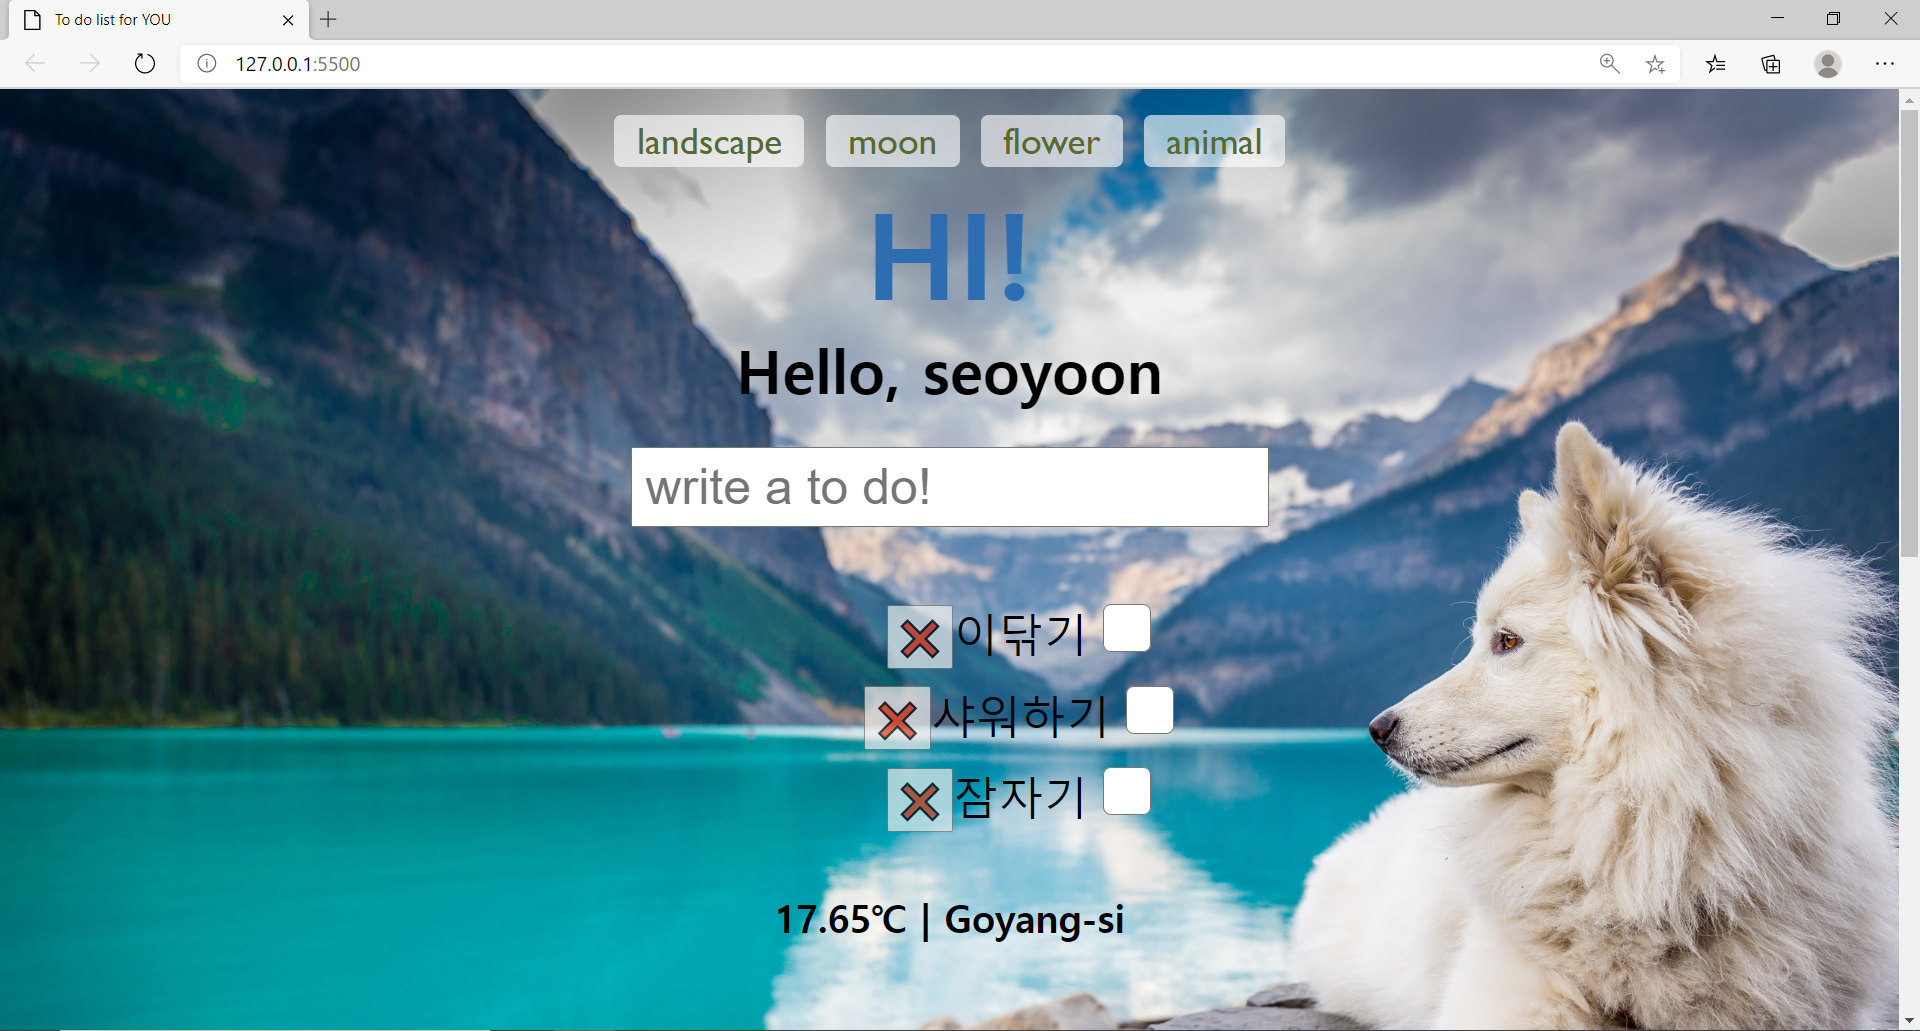 To do list for YOU
127.0.0.1:5500
landscape moon flower animal
HI!
Hello, seoyoon
write a to do!
이닦기
샤워하기
잠자기
17.65℃ | Goyang-si